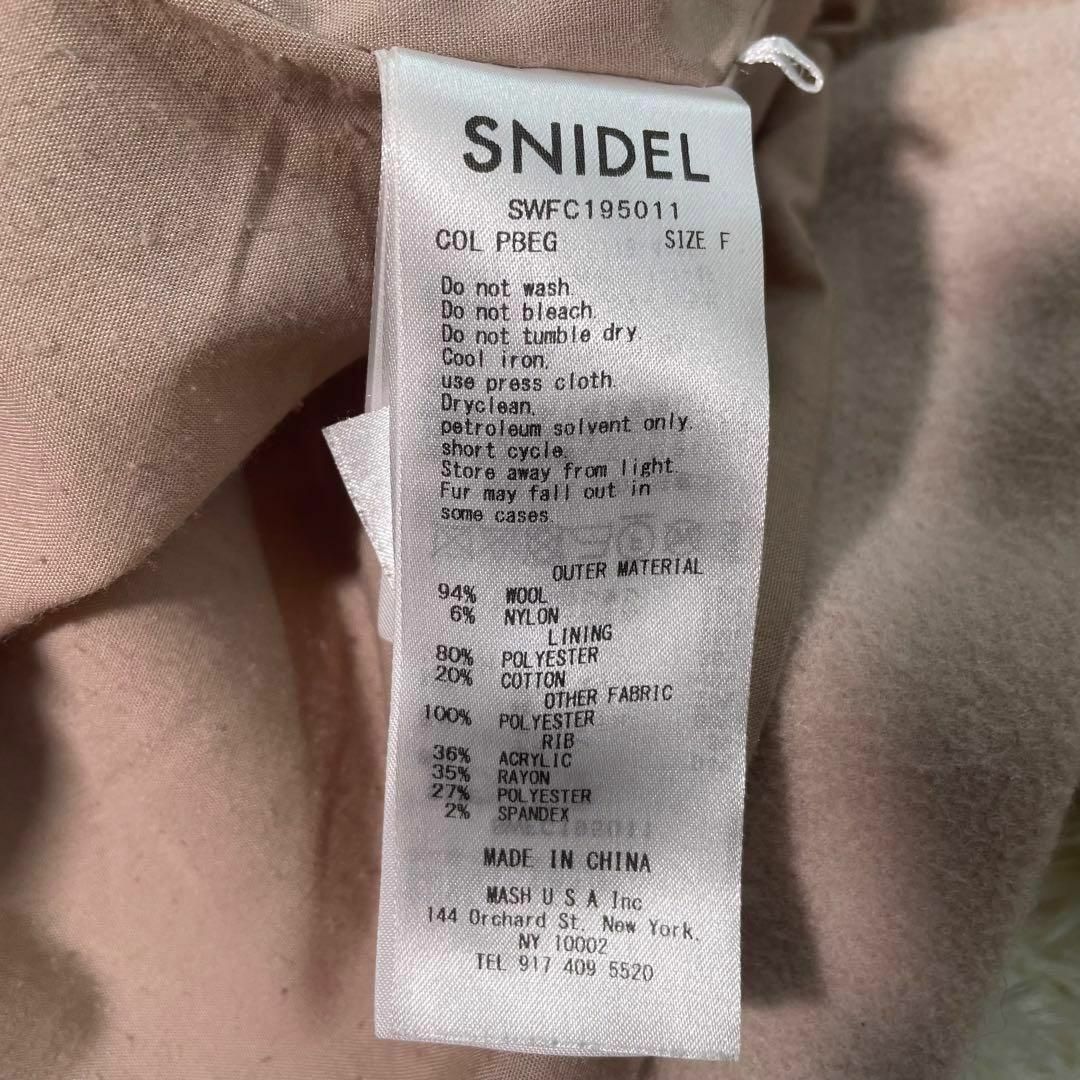 SNIDEL
SWFC195011
COL PBEG SIZE F
Do not wash.
Do not bleach.
Do not tumble dry.
Cool iron.
use press cloth.
Dryclean.
petroleum solvent only.
short cycle.
Store away from light.
Fur may fall out in
some cases.
OUTER MATERIAL
94% WOOL
6% NYLON
LINING
80% POLYESTER
20% COTTON
OTHER FABRIC
100% POLYESTER
RIB
36% ACRYLIC
35% RAYON
27% POLYESTER
2% SPANDEX
MADE IN CHINA
MASH U S A Inc
144 Orchard St, New York.
NY 10002
TEL 917 409 5520